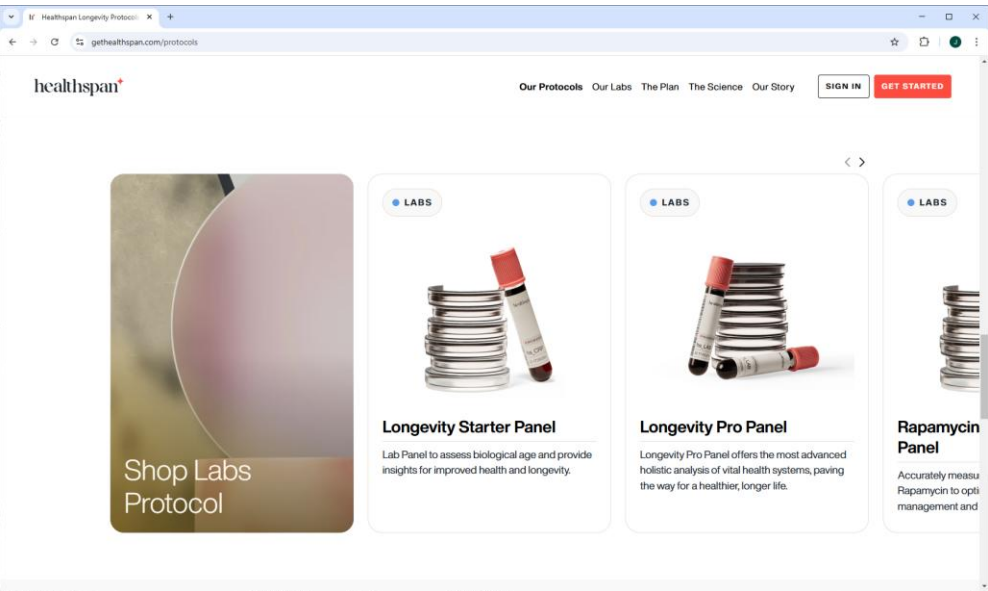 Healthspan Longevity Protocol
gethealthspan.com/protocols
J
healthspan
Our Protocols Our Labs The Plan The Science Our Story SIGN IN GET STARTED
LABS
LABS
LABS
Shop Labs
Protocol
Longevity Starter Panel
Lab Panel to assess biological age and provide
insights for improved health and longevity.
Longevity Pro Panel
Longevity Pro Panel offers the most advanced
holistic analysis of vital health systems, paving
the way for a healthier, longer life.
Rapamycin
Panel
Accurately measu
Rapamycin to opti
management and